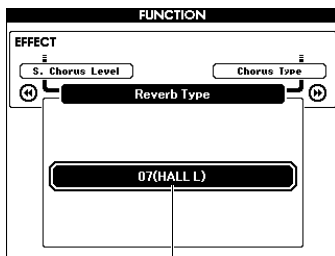 FUNCTION
EFFECT
S. Chorus Level
Chorus Type
Reverb Type
07(HALL L)